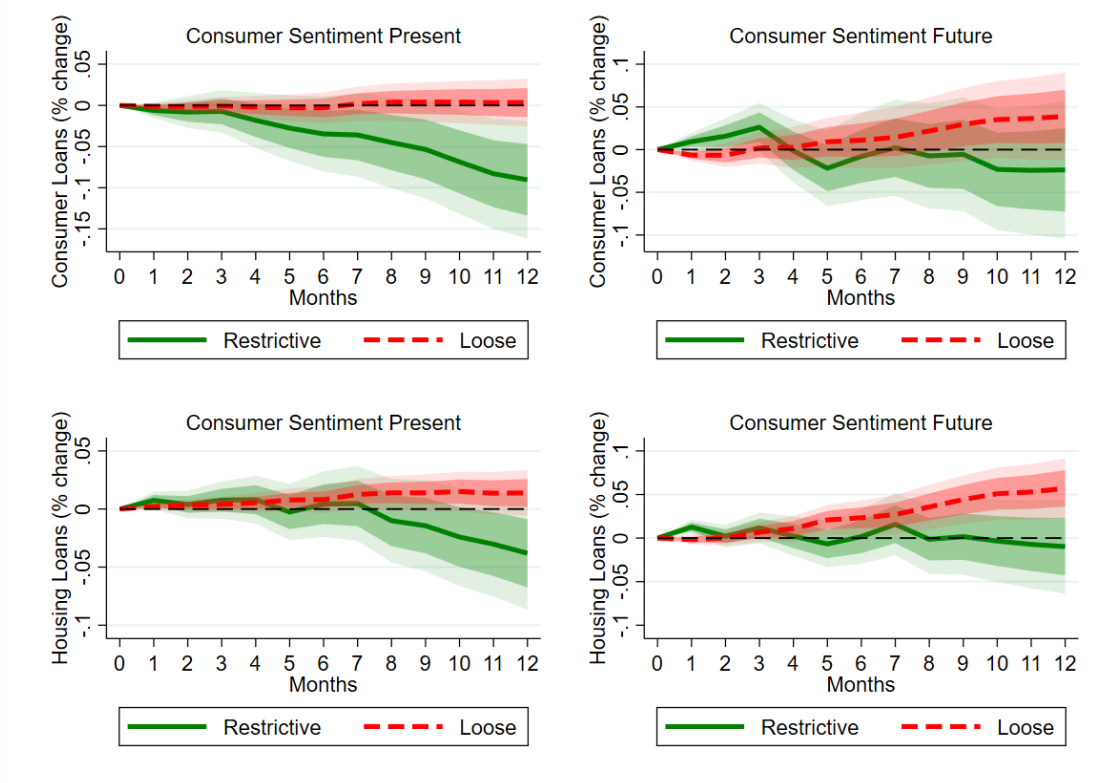 Consumer Sentiment Present
Consumer Loans (% change)
.05
0
-.05
-.1
-.15
0 1 2 3 4 5 6 7 8 9 10 11 12
Months
Restrictive Loose
Consumer Sentiment Future
Consumer Loans (% change)
.1
.05
0
-.05
-.1
0 1 2 3 4 5 6 7 8 9 10 11 12
Months
Restrictive Loose
Consumer Sentiment Present
Housing Loans (% change)
.05
0
-.05
-.1
0 1 2 3 4 5 6 7 8 9 10 11 12
Months
Restrictive Loose
Consumer Sentiment Future
Housing Loans (% change)
.1
.05
0
-.05
-.1
0 1 2 3 4 5 6 7 8 9 10 11 12
Months
Restrictive Loose